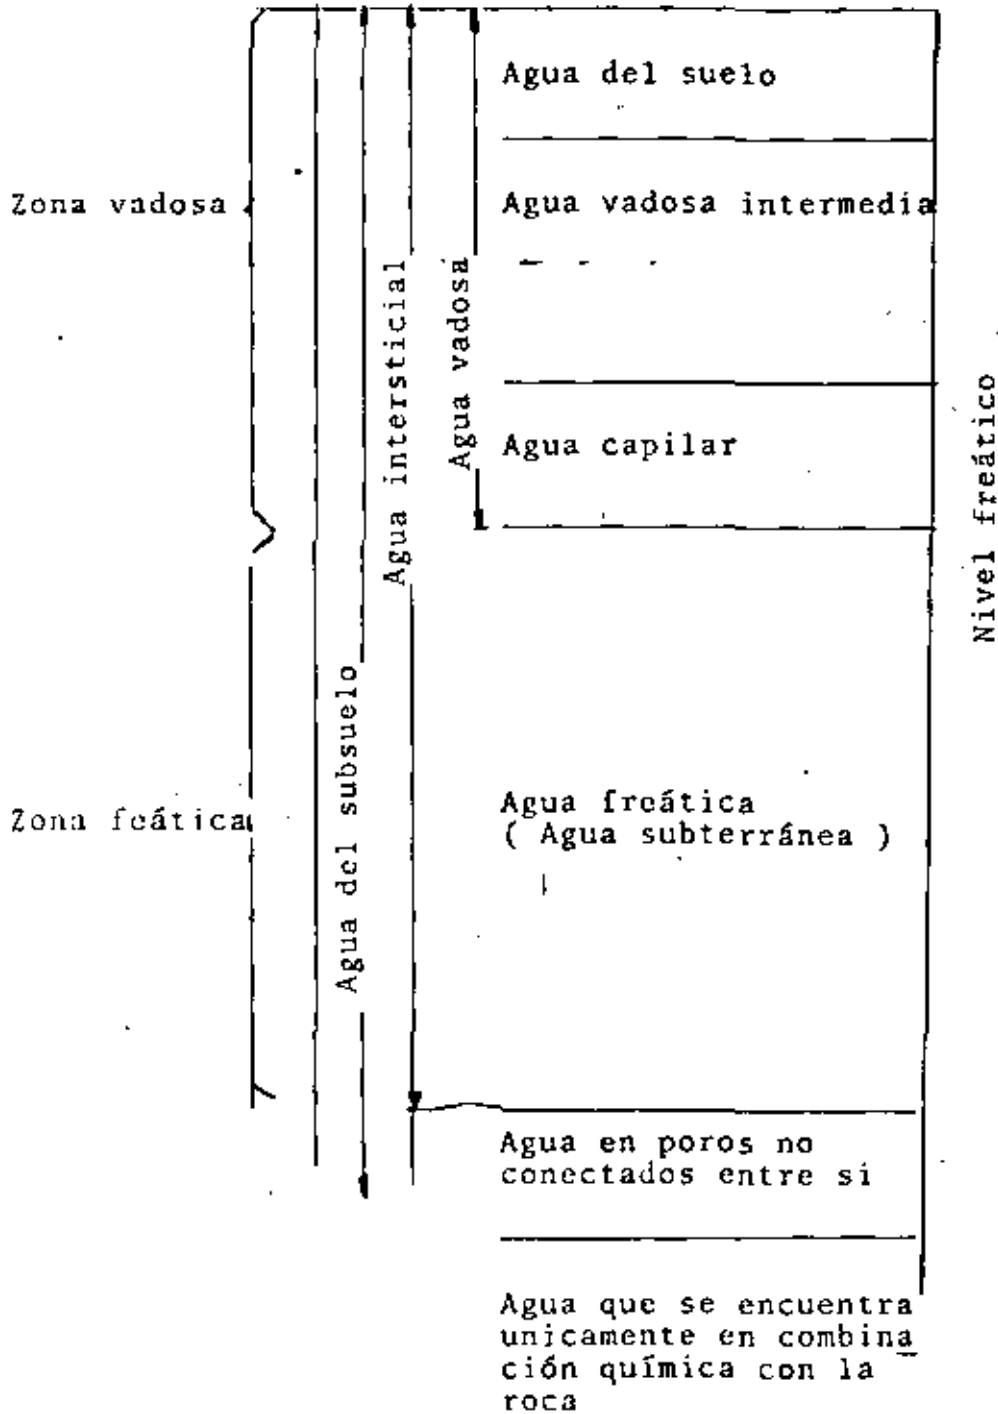 Agua del suelo
Zona vadosa
Agua vadosa intermedia
Agua intersticial
Agua vadosa
Agua capilar
Nivel freático
Agua del subsuelo
Zona feática
Agua freática
( Agua subterránea )
Agua en poros no
conectados entre si
Agua que se encuentra
unicamente en combina
ción química con la
roca